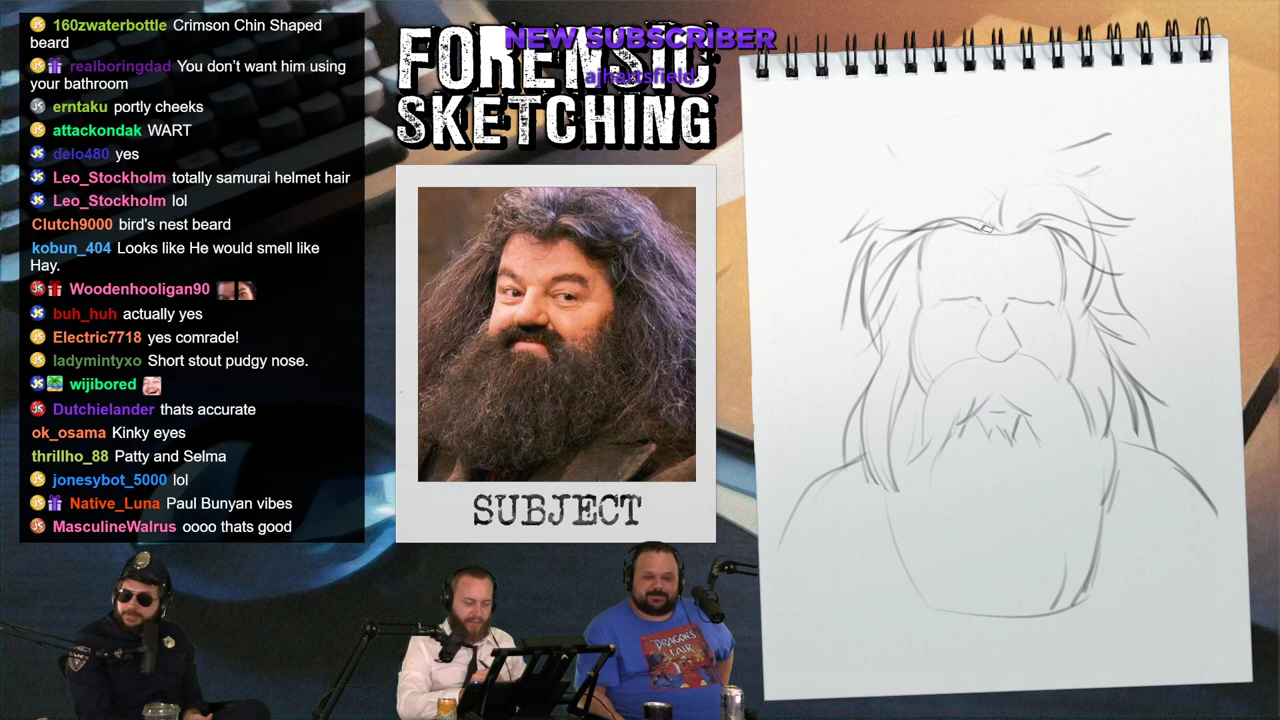 160zwaterbottle Crimson Chin Shaped
beard
realboringdad You don't want him using
your bathroom
erntaku portly cheeks
attackondak WART
delo480 yes
Leo_Stockholm totally samurai helmet hair
Leo_Stockholm lol
Clutch9000 bird's nest beard
kobun_404 Looks like He would smell like
Hay.
Woodenhooligan90
buh_huh actually yes
Electric7718 yes comrade!
ladymintyxo Short stout pudgy nose.
wijibored
Dutchielander thats accurate
ok_osama Kinky eyes
thrillho_88 Patty and Selma
jonesybot_5000 lol
Native_Luna Paul Bunyan vibes
MasculineWalrus oooo thats good
FORENSIC
SKETCHING
NEW SUBSCRIBER
ajhartsfield
SUBJECT
DRAGON'S
LAIR